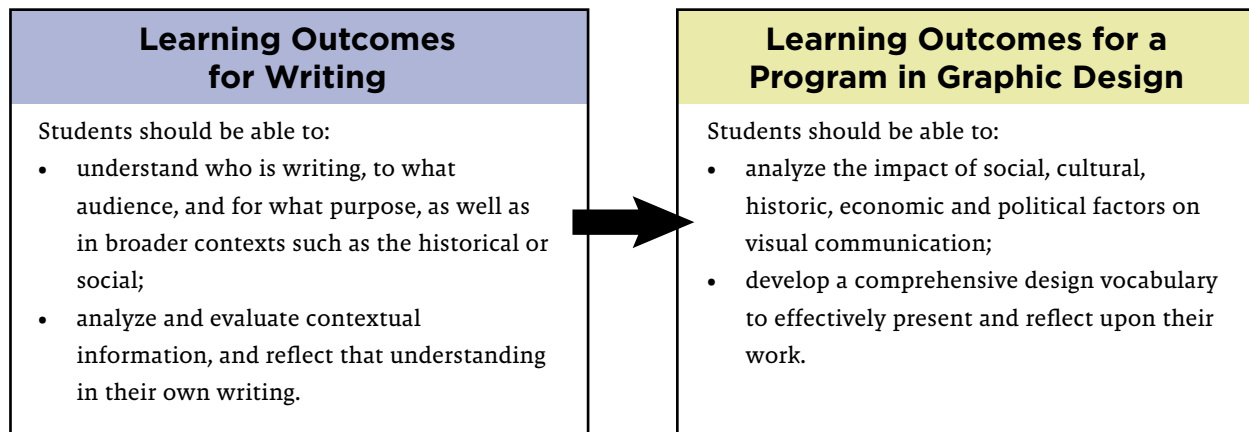 Learning Outcomes
for Writing
Students should be able to:
• understand who is writing, to what
audience, and for what purpose, as well as
in broader contexts such as the historical or
social;
• analyze and evaluate contextual
information, and reflect that understanding
in their own writing.
Learning Outcomes for a
Program in Graphic Design
Students should be able to:
• analyze the impact of social, cultural,
historic, economic and political factors on
visual communication;
• develop a comprehensive design vocabulary
to effectively present and reflect upon their
work.